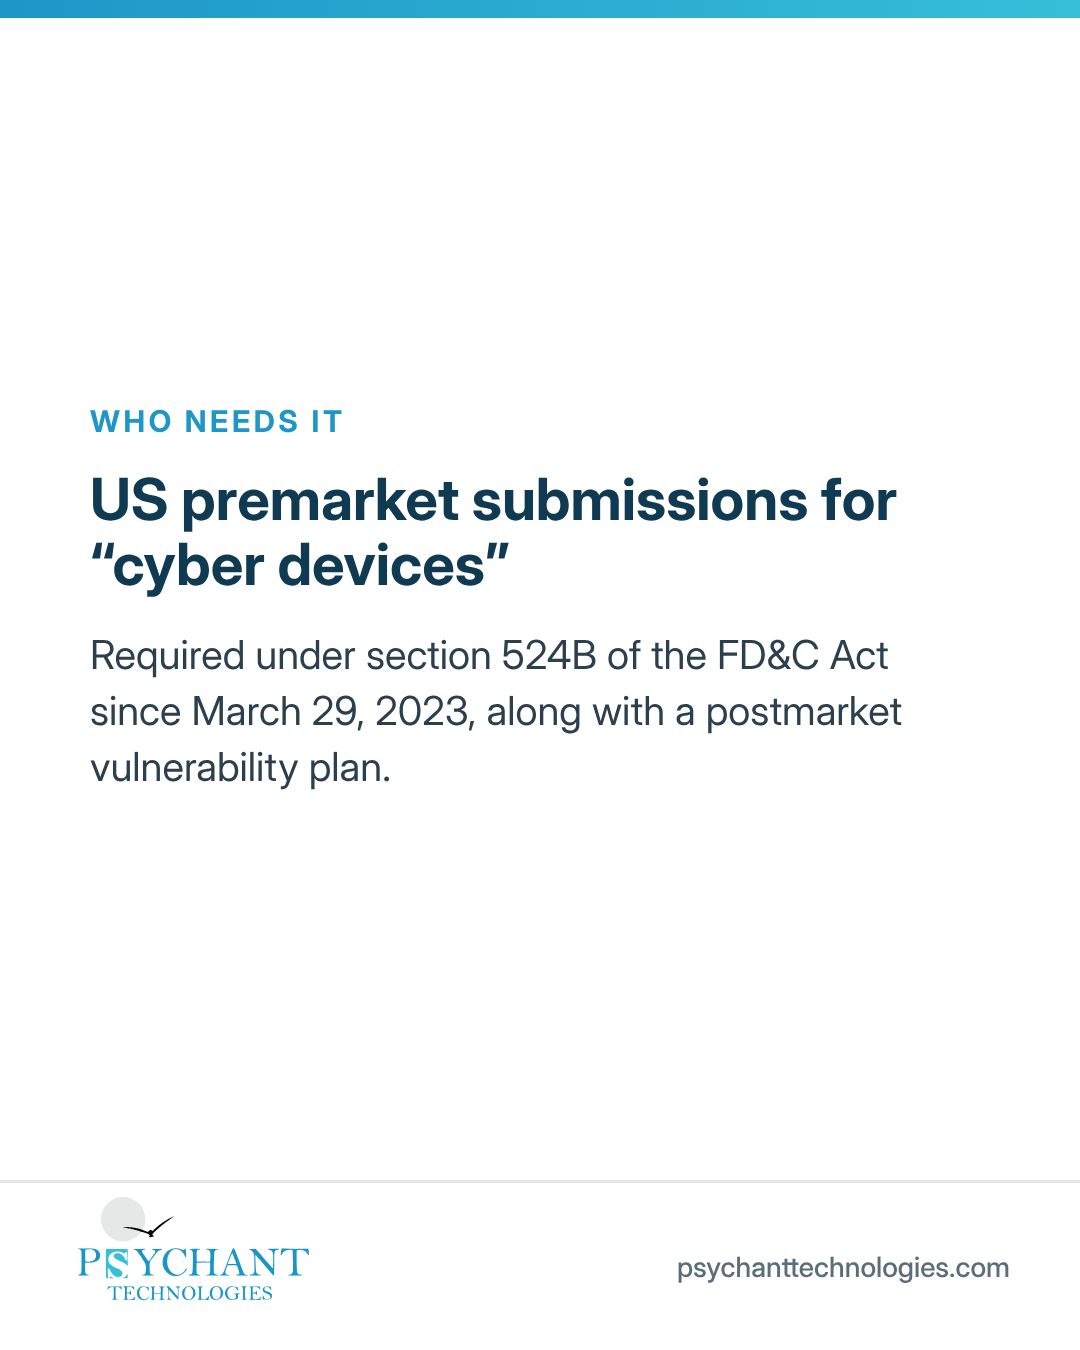 WHO NEEDS IT
US premarket submissions for
“cyber devices”
Required under section 524B of the FD&C Act
since March 29, 2023, along with a postmarket
vulnerability plan.
PSYCHANT
TECHNOLOGIES
psychanttechnologies.com